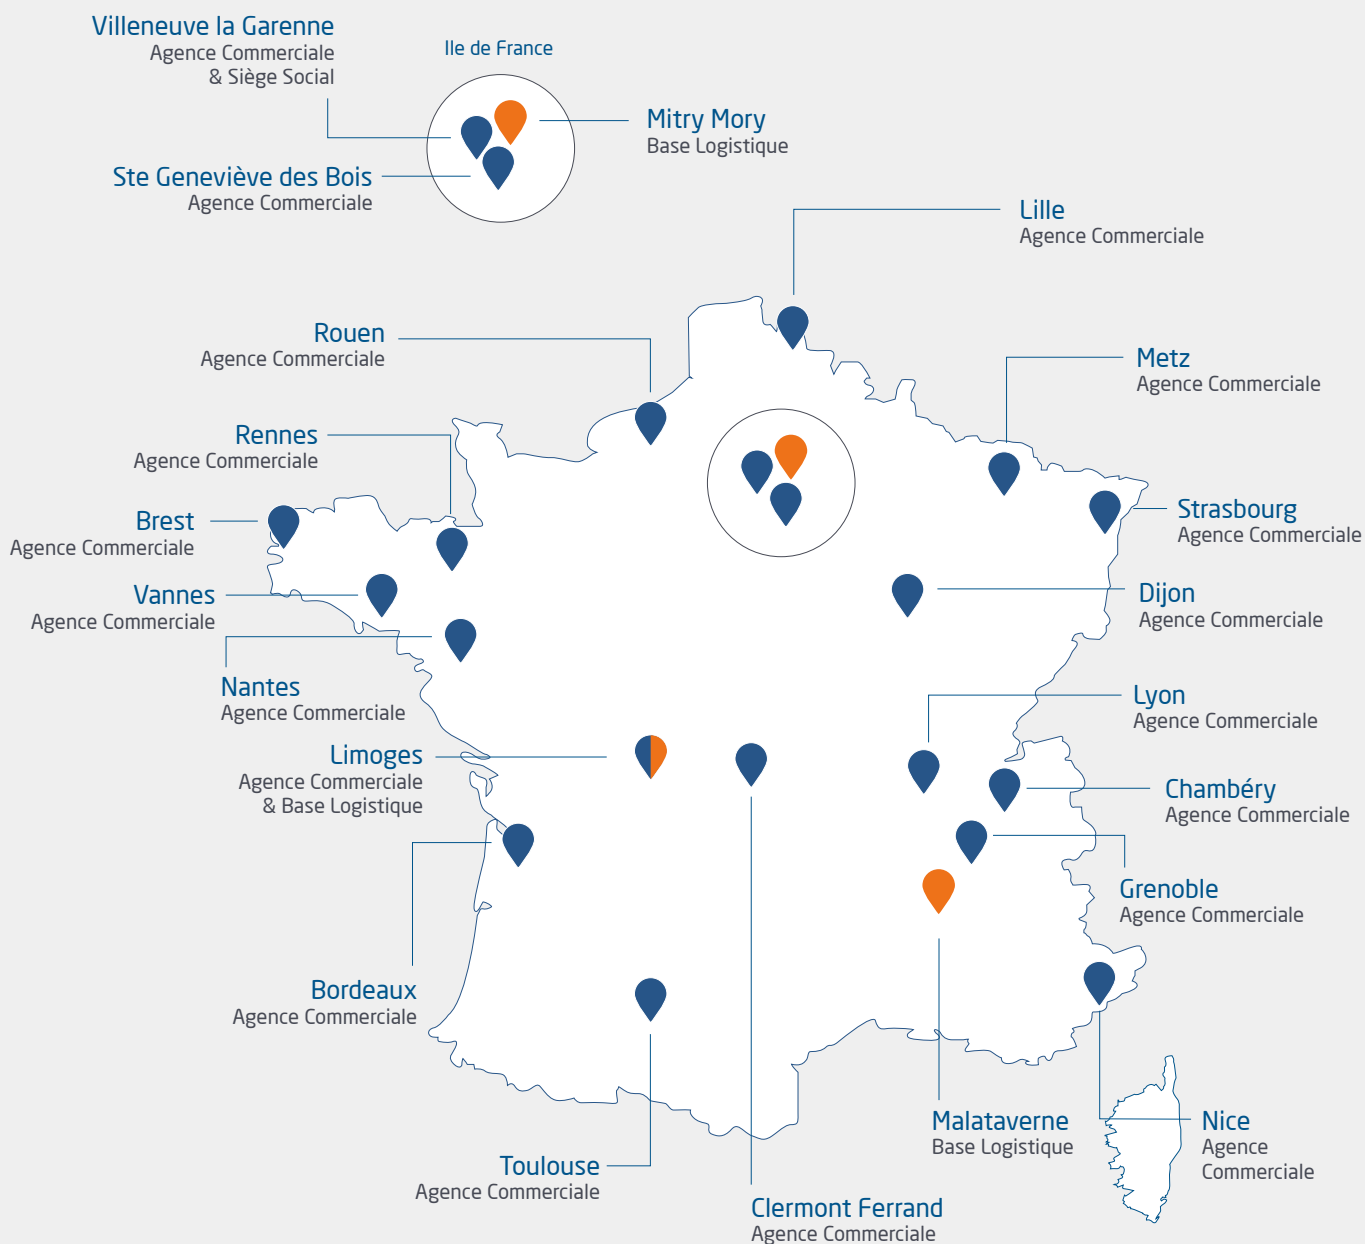 Villeneuve la Garenne
Agence Commerciale
& Siège Social
Ile de France
Mitry Mory
Base Logistique
Ste Geneviève des Bois
Agence Commerciale
Lille
Agence Commerciale
Rouen
Agence Commerciale
Metz
Agence Commerciale
Rennes
Agence Commerciale
Strasbourg
Agence Commerciale
Brest
Agence Commerciale
Vannes
Agence Commerciale
Dijon
Agence Commerciale
Nantes
Agence Commerciale
Lyon
Agence Commerciale
Limoges
Agence Commerciale
& Base Logistique
Chambéry
Agence Commerciale
Grenoble
Agence Commerciale
Bordeaux
Agence Commerciale
Malataverne
Base Logistique
Nice
Agence
Commerciale
Toulouse
Agence Commerciale
Clermont Ferrand
Agence Commerciale